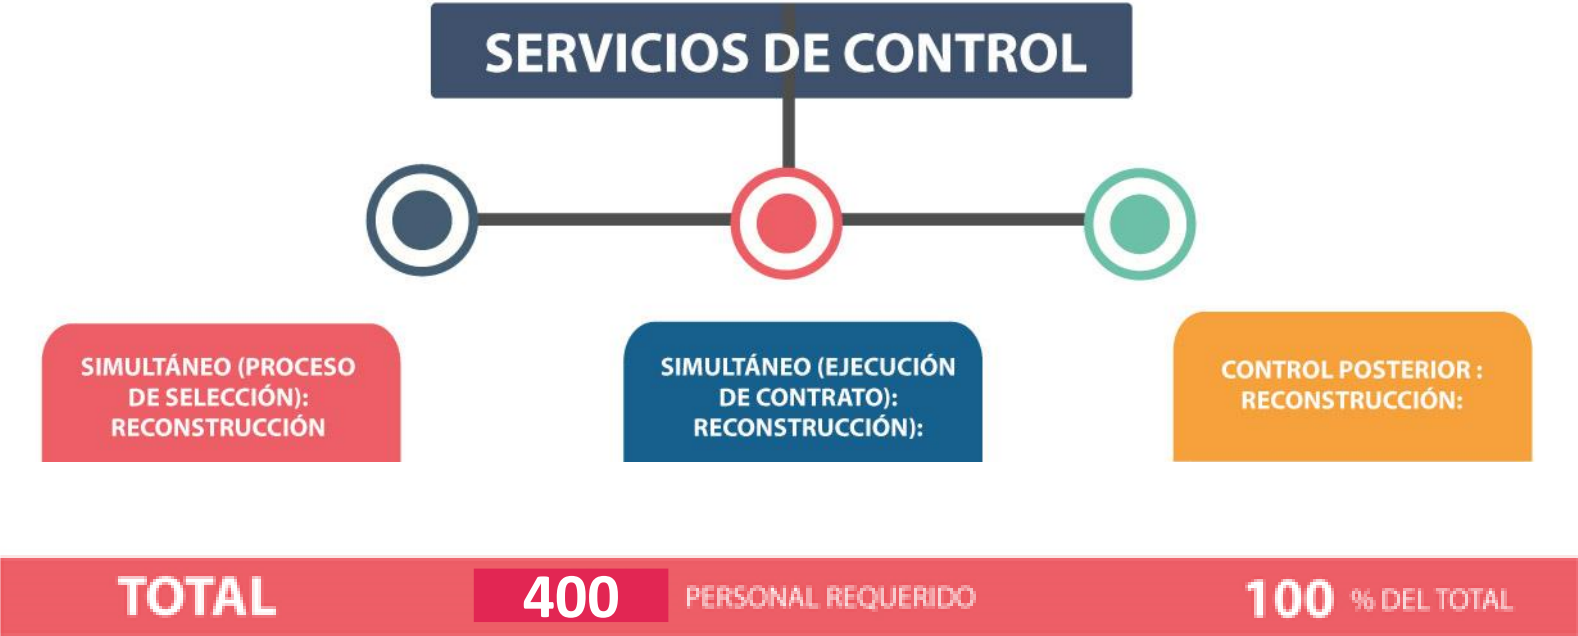 SERVICIOS DE CONTROL
SIMULTÁNEO (PROCESO
DE SELECCIÓN):
RECONSTRUCCIÓN
SIMULTÁNEO (EJECUCIÓN
DE CONTRATO):
RECONSTRUCCIÓN):
CONTROL POSTERIOR :
RECONSTRUCCIÓN:
TOTAL 400 PERSONAL REQUERIDO 100 % DEL TOTAL